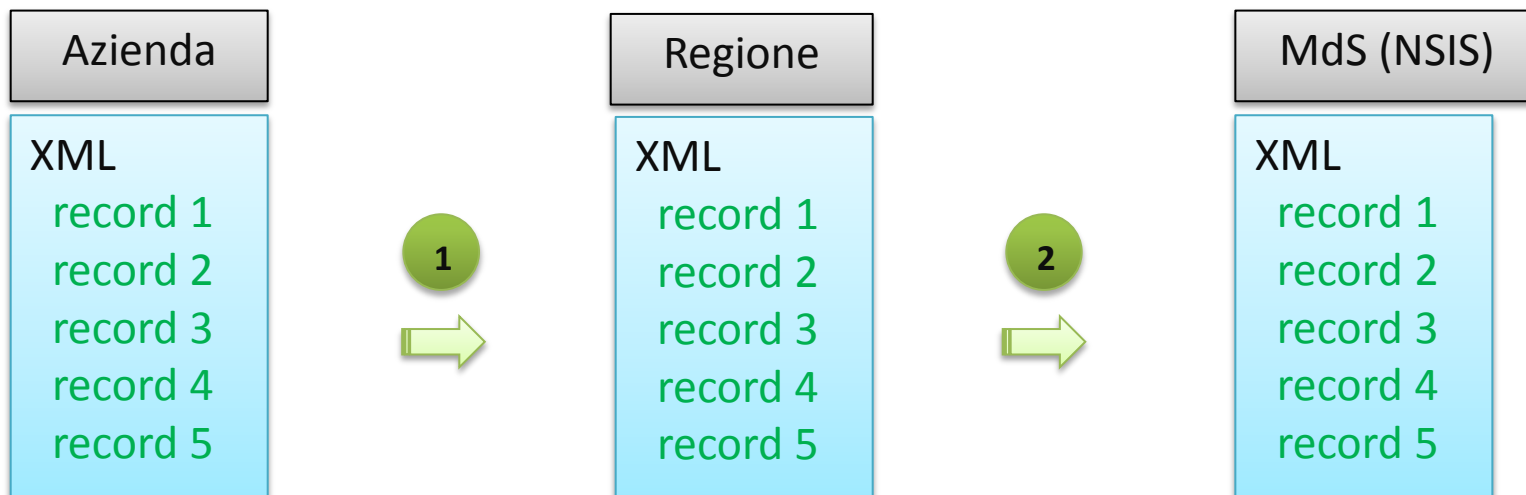 Azienda
XML
record 1
record 2
record 3
record 4
record 5
1
Regione
XML
record 1
record 2
record 3
record 4
record 5
2
MdS (NSIS)
XML
record 1
record 2
record 3
record 4
record 5